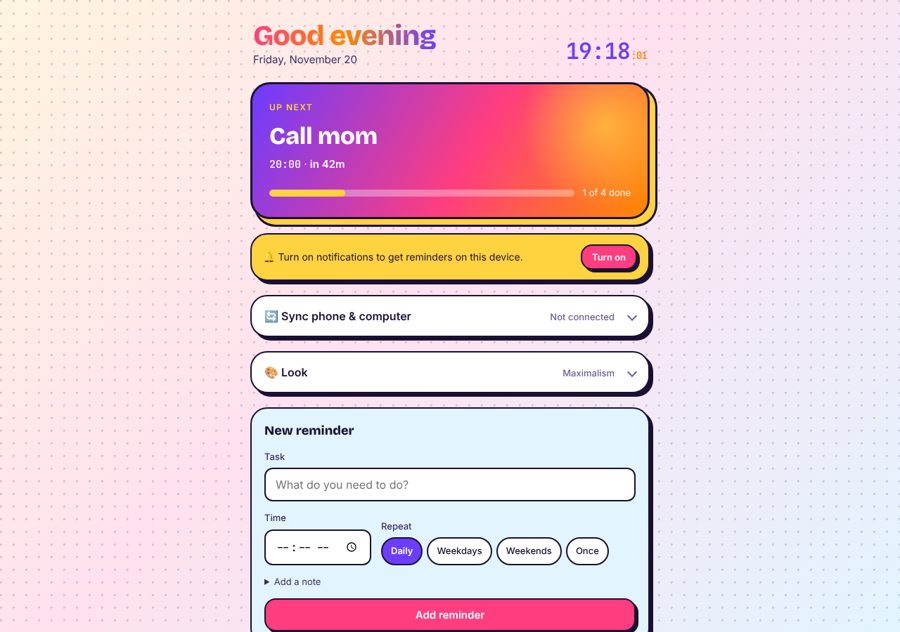 Good evening
Friday, November 20
19:18:01
UP NEXT
Call mom
20:00 · in 42m
1 of 4 done
🔔 Turn on notifications to get reminders on this device.
Turn on
🔄 Sync phone & computer
Not connected
🎨 Look
Maximalism
New reminder
Task
What do you need to do?
Time
Repeat
--:-- --
Daily
Weekdays
Weekends
Once
Add a note
Add reminder